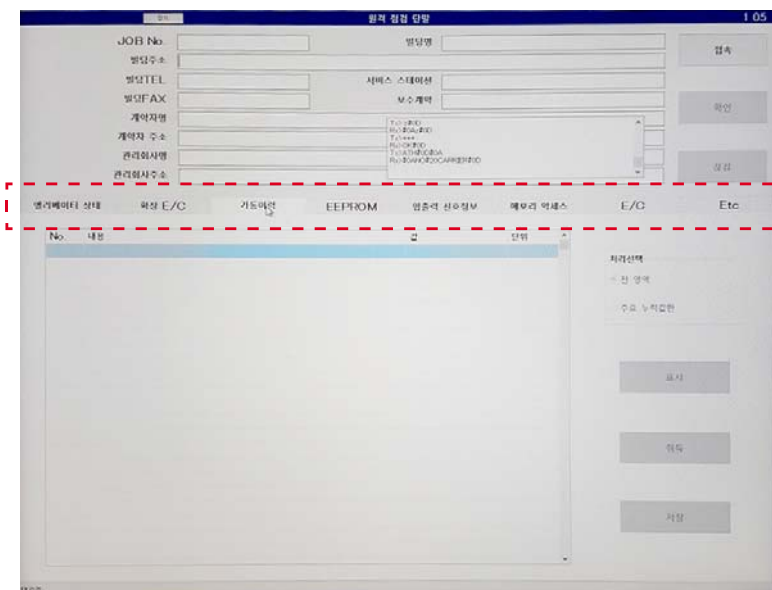 원격 점검 단말 1 05
JOB No.
빌딩명
접속
빌딩주소
빌딩TEL
서비스 스테이션
빌딩FAX
보수계약
확인
계약자명
계약자 주소
관리회사명
관리회사주소
점검
엘리베이터 상태 확장 E/C 가동이력 EEPROM 입출력 신호정보 메모리 억세스 E/C Etc
No. 내용 값 단위
처리선택
전 영역
주요 누적값만
표시
취득
저장